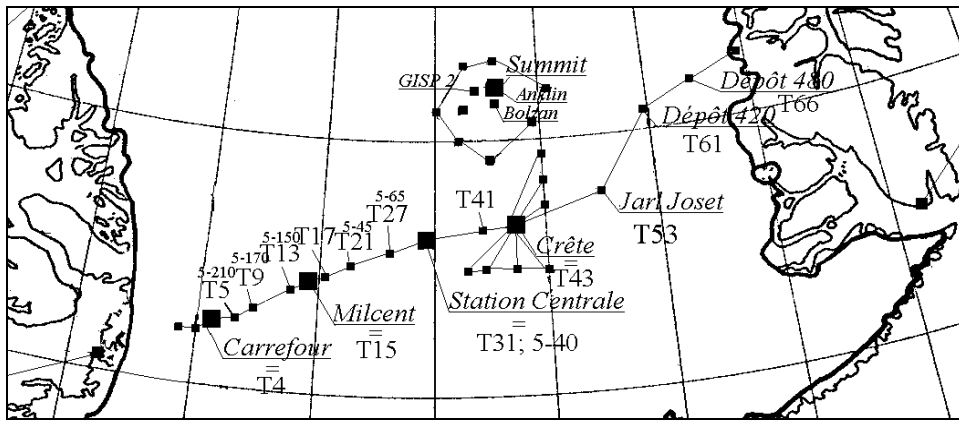 Summit
GISP 2
Anklin
Bolzan
Dépôt 480
T66
Dépôt 420
T61
Jarl Joset
T53
T41
Crête
=
T43
5-65
T27
5-45
T21
T17
5-150
T13
5-170
T9
5-210
T5
Station Centrale
=
T31; 5-40
Milcent
=
T15
Carrefour
=
T4